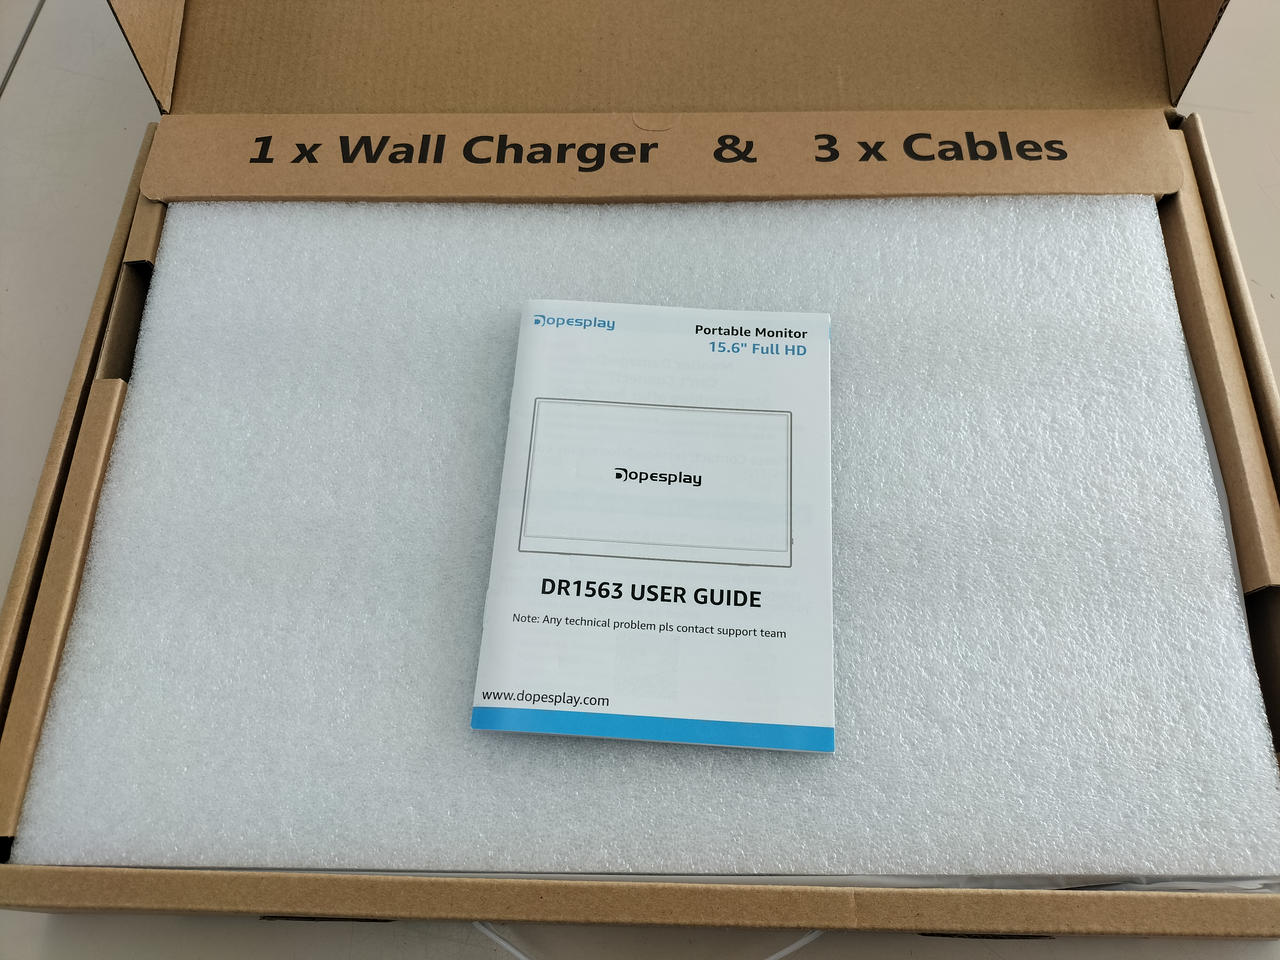 1 x Wall Charger & 3 x Cables
Dopesplay
Portable Monitor
15.6" Full HD
Dopesplay
DR1563 USER GUIDE
Note: Any technical problem pls contact support team
www.dopesplay.com